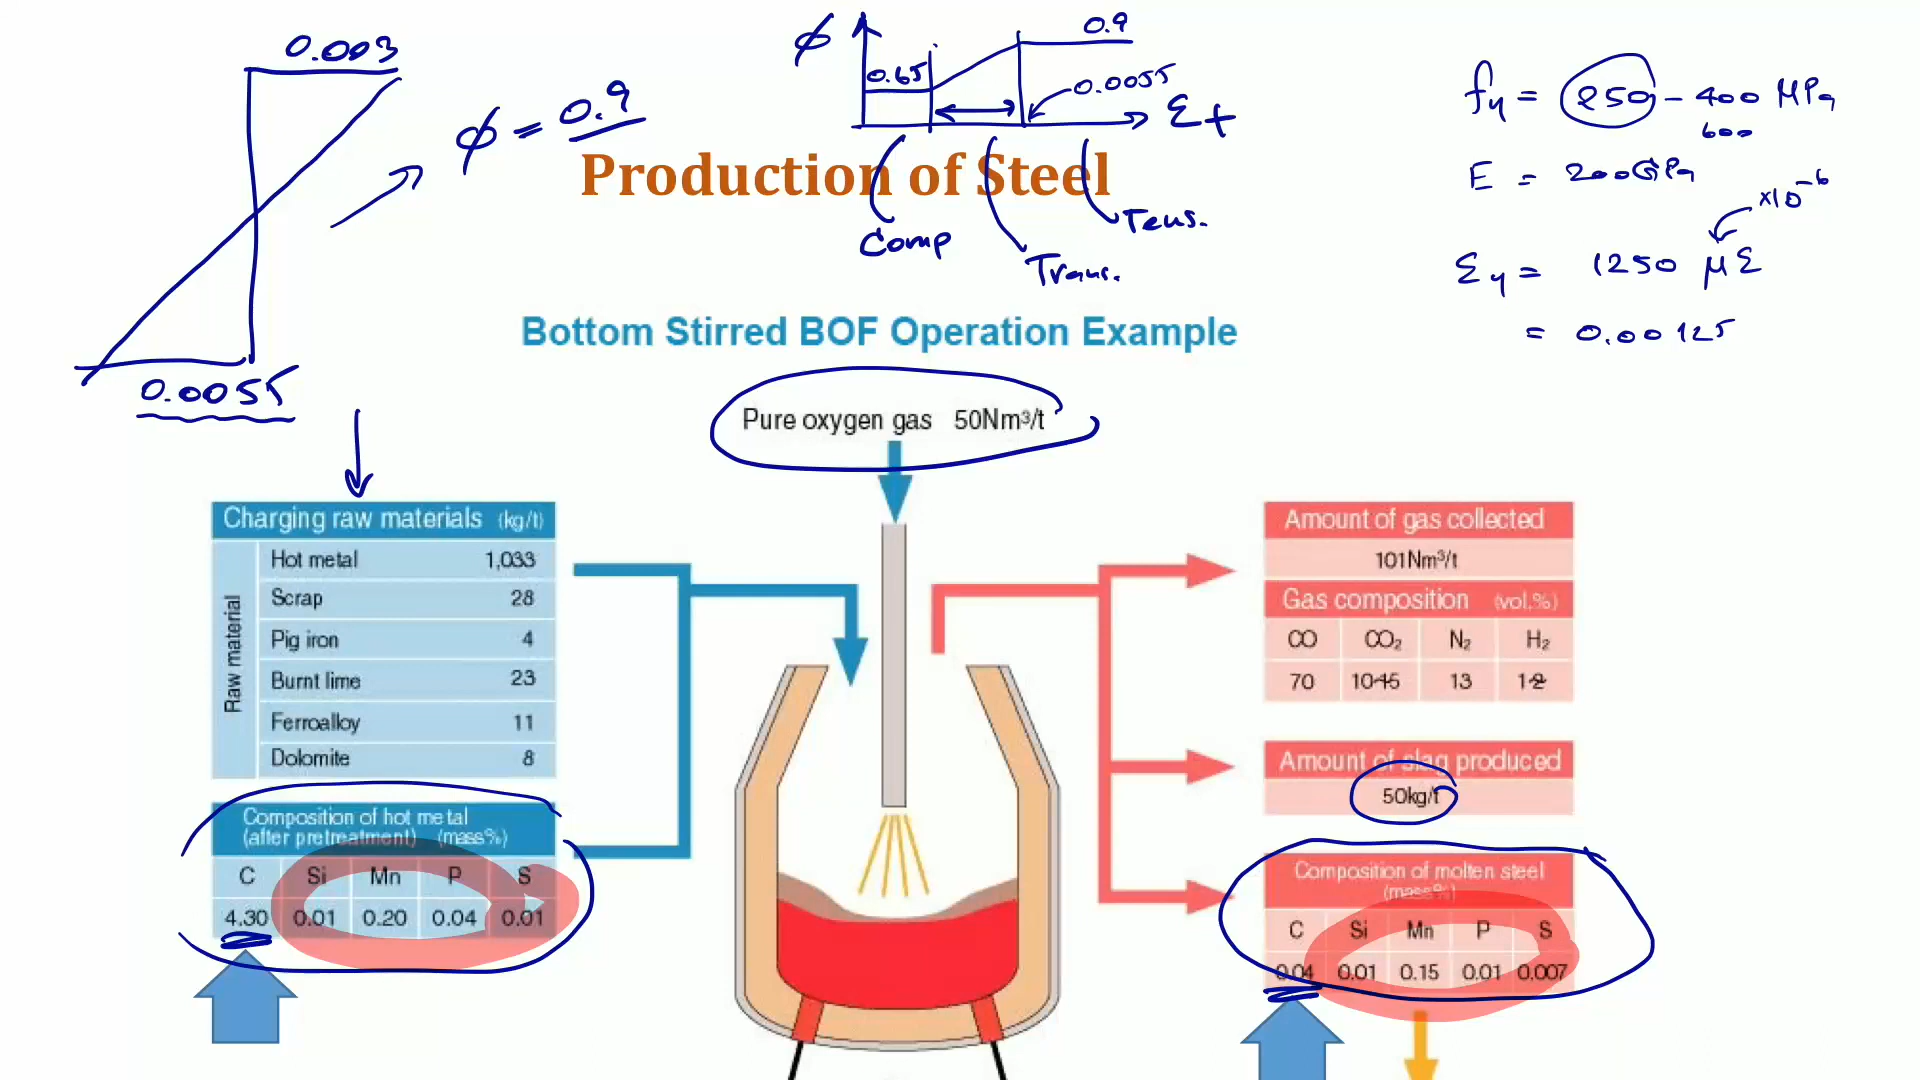 0.003
ϕ = 0.9
0.0055
ϕ
0.65
0.9
0.0055
εt
Comp
Trans.
Tens.
fy = 250 - 400 MPa
600
E = 200GPa
x10⁻⁶
εy = 1250 με
= 0.00125
Production of Steel
Bottom Stirred BOF Operation Example
Pure oxygen gas 50Nm³/t
Charging raw materials (kg/t)
Raw material
Hot metal 1,033
Scrap 28
Pig iron 4
Burnt lime 23
Ferroalloy 11
Dolomite 8
Composition of hot metal
(after pretreatment) (mass%)
C Si Mn P S
4.30 0.01 0.20 0.04 0.01
Amount of gas collected
101Nm³/t
Gas composition (vol.%)
CO CO₂ N₂ H₂
70 10-15 13 1-2
Amount of slag produced
50kg/t
Composition of molten steel
(mass%)
C Si Mn P S
0.04 0.01 0.15 0.01 0.007